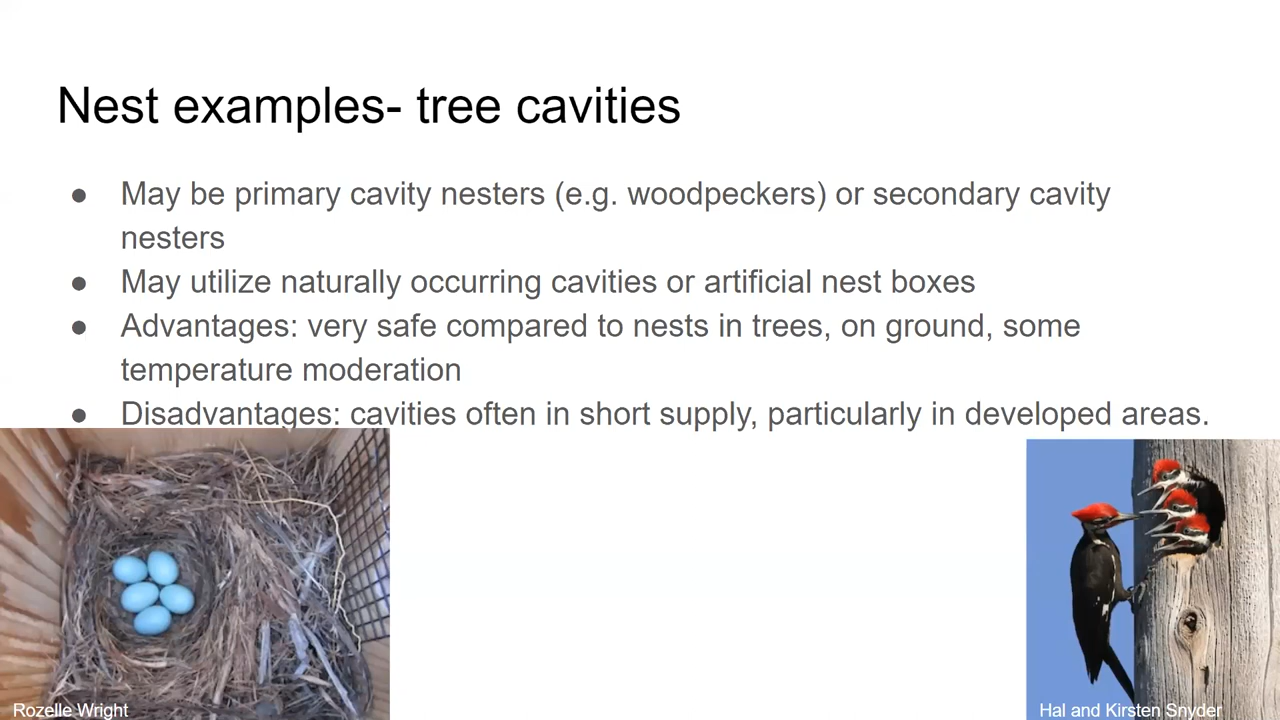 Nest examples- tree cavities
● May be primary cavity nesters (e.g. woodpeckers) or secondary cavity
nesters
● May utilize naturally occurring cavities or artificial nest boxes
● Advantages: very safe compared to nests in trees, on ground, some
temperature moderation
● Disadvantages: cavities often in short supply, particularly in developed areas.
Rozelle Wright
Hal and Kirsten Snyder